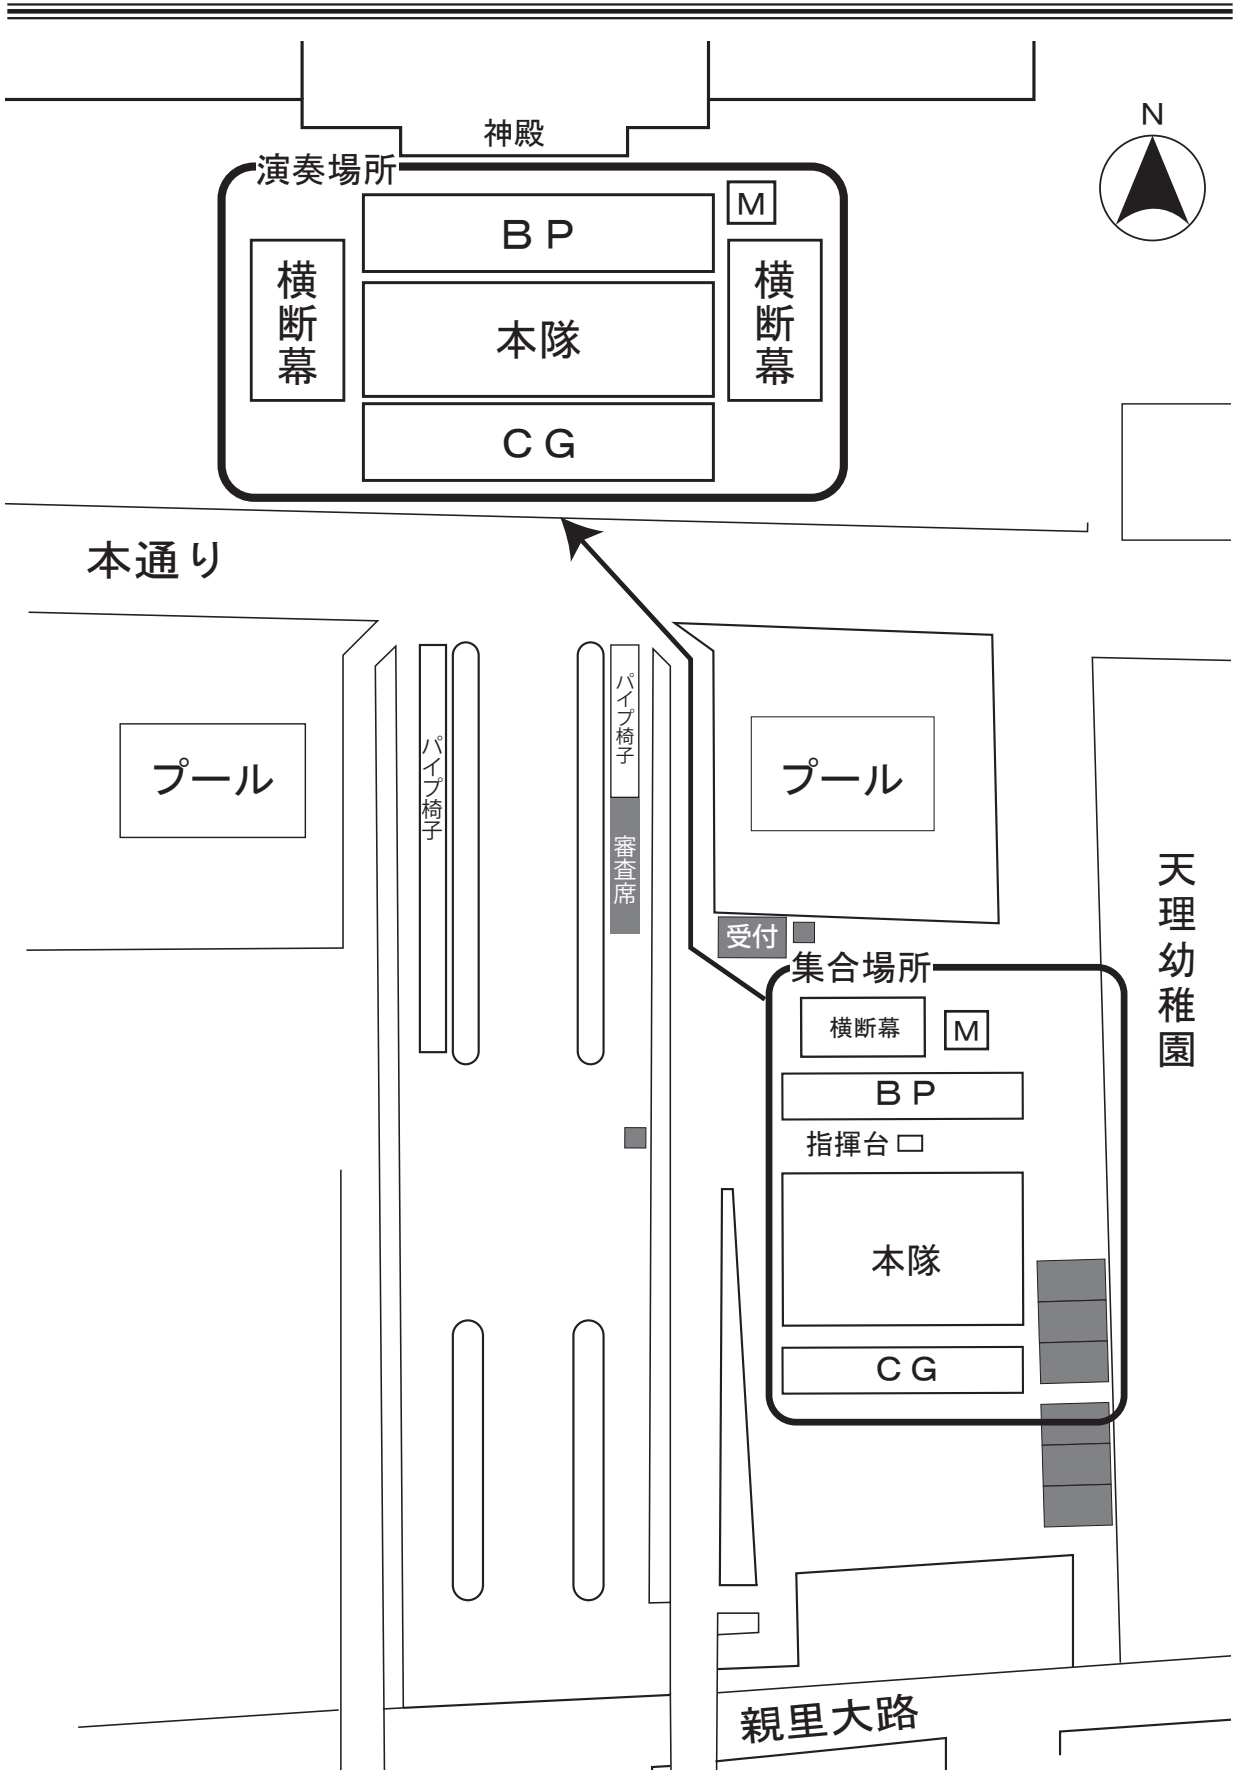 神殿
N
演奏場所
M
BP
横断幕
本隊
横断幕
CG
本通り
パイプ椅子
パイプ椅子
審査席
プール
プール
天理幼稚園
受付
集合場所
横断幕
M
BP
指揮台
本隊
CG
親里大路